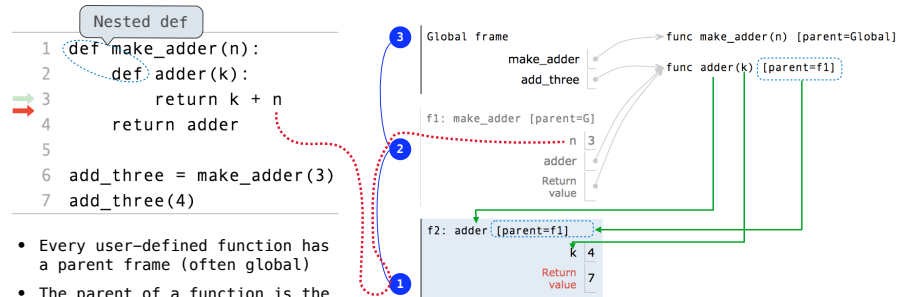 Nested def
1 def make_adder(n):
2 def adder(k):
3 return k + n
4 return adder
5
6 add_three = make_adder(3)
7 add_three(4)
• Every user-defined function has
a parent frame (often global)
• The parent of a function is the
3 Global frame
make_adder
add_three
func make_adder(n) [parent=Global]
func adder(k) [parent=f1]
f1: make_adder [parent=G]
2
n 3
adder
Return
value
f2: adder [parent=f1]
k 4
1
Return
value 7